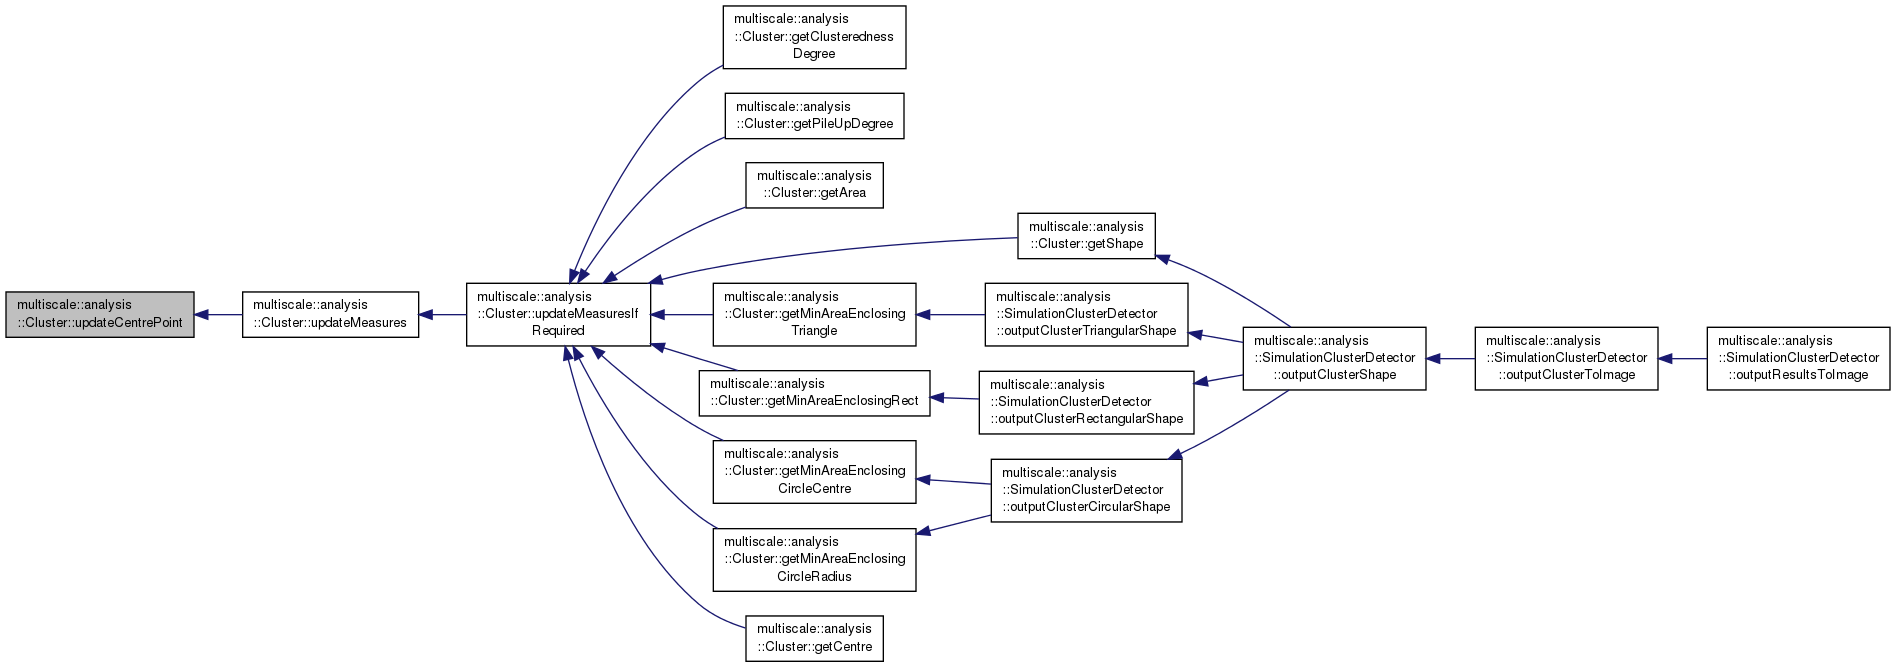 multiscale::analysis
::Cluster::updateCentrePoint
multiscale::analysis
::Cluster::updateMeasures
multiscale::analysis
::Cluster::updateMeasuresIf
Required
multiscale::analysis
::Cluster::getClusteredness
Degree
multiscale::analysis
::Cluster::getPileUpDegree
multiscale::analysis
::Cluster::getArea
multiscale::analysis
::Cluster::getShape
multiscale::analysis
::Cluster::getMinAreaEnclosing
Triangle
multiscale::analysis
::SimulationClusterDetector
::outputClusterTriangularShape
multiscale::analysis
::Cluster::getMinAreaEnclosingRect
multiscale::analysis
::SimulationClusterDetector
::outputClusterRectangularShape
multiscale::analysis
::Cluster::getMinAreaEnclosing
CircleCentre
multiscale::analysis
::SimulationClusterDetector
::outputClusterCircularShape
multiscale::analysis
::Cluster::getMinAreaEnclosing
CircleRadius
multiscale::analysis
::Cluster::getCentre
multiscale::analysis
::SimulationClusterDetector
::outputClusterShape
multiscale::analysis
::SimulationClusterDetector
::outputClusterToImage
multiscale::analysis
::SimulationClusterDetector
::outputResultsToImage